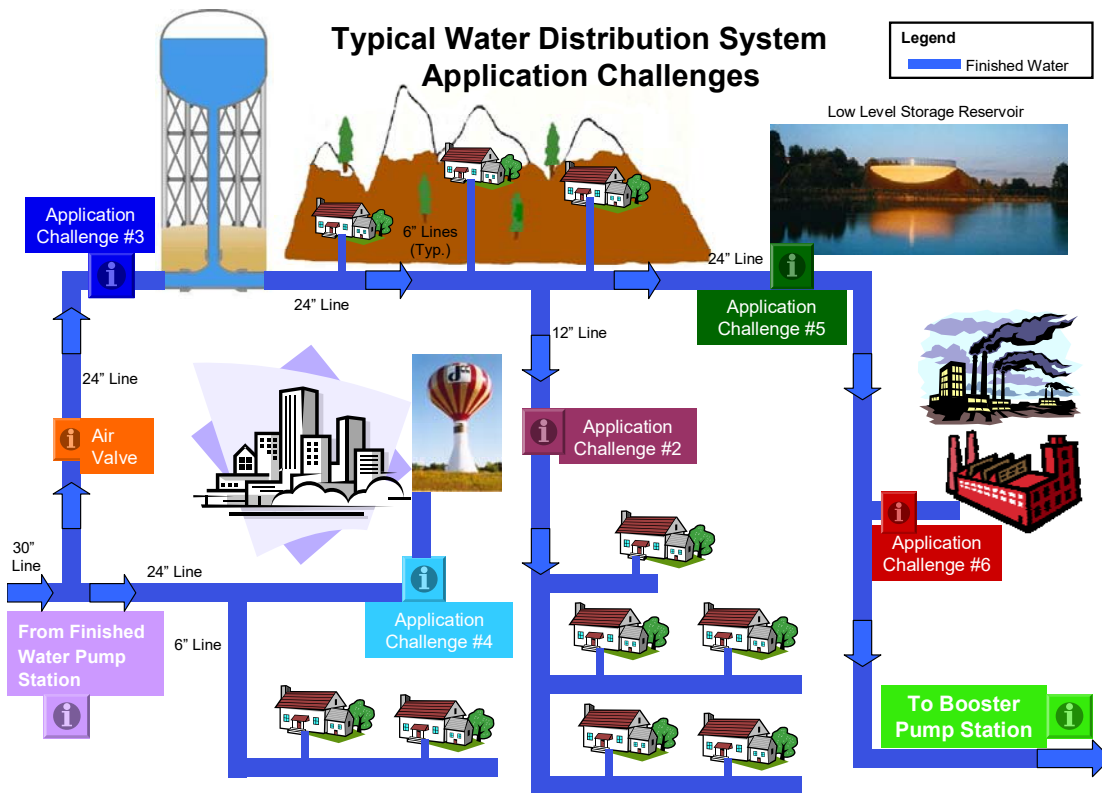 Typical Water Distribution System
Application Challenges
Legend
Finished Water
Low Level Storage Reservoir
Application
Challenge #3
6” Lines
(Typ.)
24” Line
24” Line
Application
Challenge #5
12” Line
24” Line
Air
Valve
Application
Challenge #2
30”
Line
24” Line
Application
Challenge #4
Application
Challenge #6
From Finished
Water Pump
Station
6” Line
To Booster
Pump Station